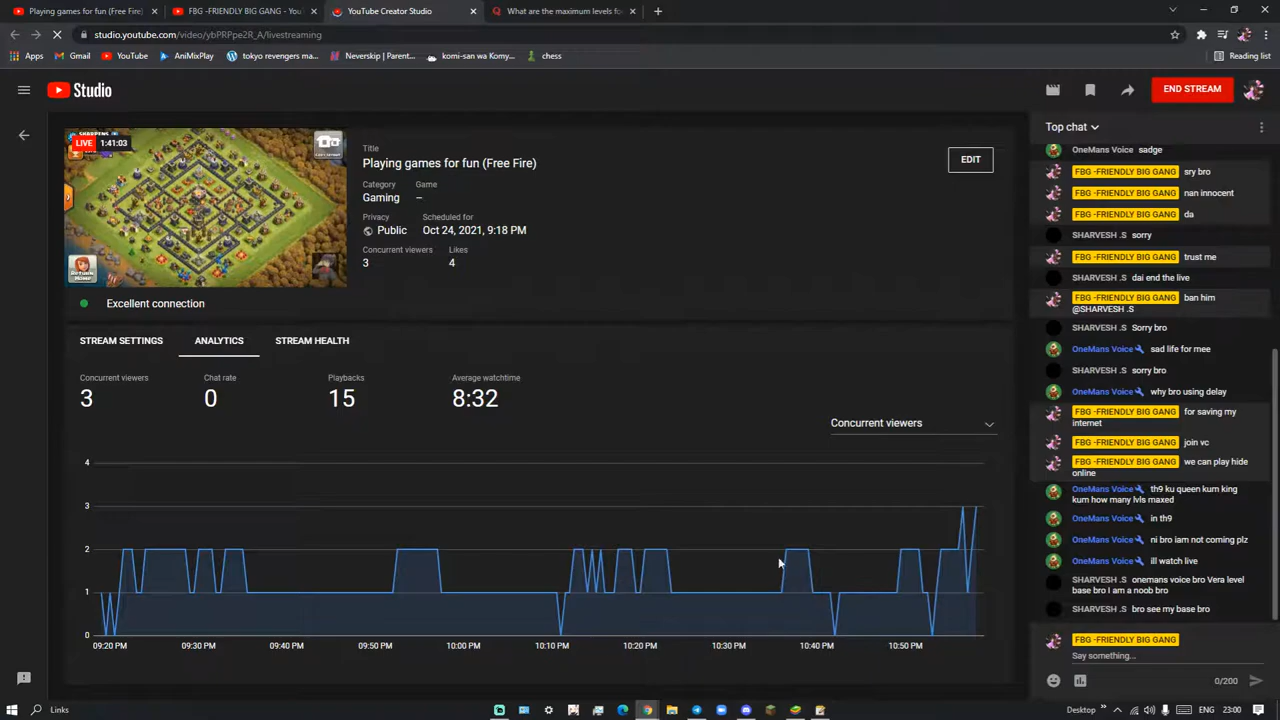 Playing games for fun (Free Fire)
FBG -FRIENDLY BIG GANG - You
YouTube Creator Studio
What are the maximum levels for
studio.youtube.com/video/ybPRPpe2R_A/livestreaming
Apps
Gmail
YouTube
AniMixPlay
tokyo revengers ma...
Neverskip | Parent...
komi-san wa Komy...
chess
Reading list
Studio
END STREAM
LIVE 1:41:03
Return Home
Title
Playing games for fun (Free Fire)
EDIT
Category Game
Gaming –
Privacy Scheduled for
Public Oct 24, 2021, 9:18 PM
Concurrent viewers Likes
3 4
Excellent connection
STREAM SETTINGS ANALYTICS STREAM HEALTH
Concurrent viewers Chat rate Playbacks Average watchtime
3 0 15 8:32
Concurrent viewers
4
3
2
1
0
09:20 PM 09:30 PM 09:40 PM 09:50 PM 10:00 PM 10:10 PM 10:20 PM 10:30 PM 10:40 PM 10:50 PM
Top chat
OneMans Voice sadge
FBG -FRIENDLY BIG GANG sry bro
FBG -FRIENDLY BIG GANG nan innocent
FBG -FRIENDLY BIG GANG da
SHARVESH .S sorry
FBG -FRIENDLY BIG GANG trust me
SHARVESH .S dai end the live
FBG -FRIENDLY BIG GANG ban him
@SHARVESH .S
SHARVESH .S Sorry bro
OneMans Voice sad life for mee
SHARVESH .S sorry bro
OneMans Voice why bro using delay
FBG -FRIENDLY BIG GANG for saving my
internet
FBG -FRIENDLY BIG GANG join vc
FBG -FRIENDLY BIG GANG we can play hide
online
OneMans Voice th9 ku queen kum king
kum how many lvls maxed
OneMans Voice in th9
OneMans Voice ni bro iam not coming plz
OneMans Voice ill watch live
SHARVESH .S onemans voice bro Vera level
base bro I am a noob bro
SHARVESH .S bro see my base bro
FBG -FRIENDLY BIG GANG
Say something...
0/200
Links
Desktop
ENG 23:00